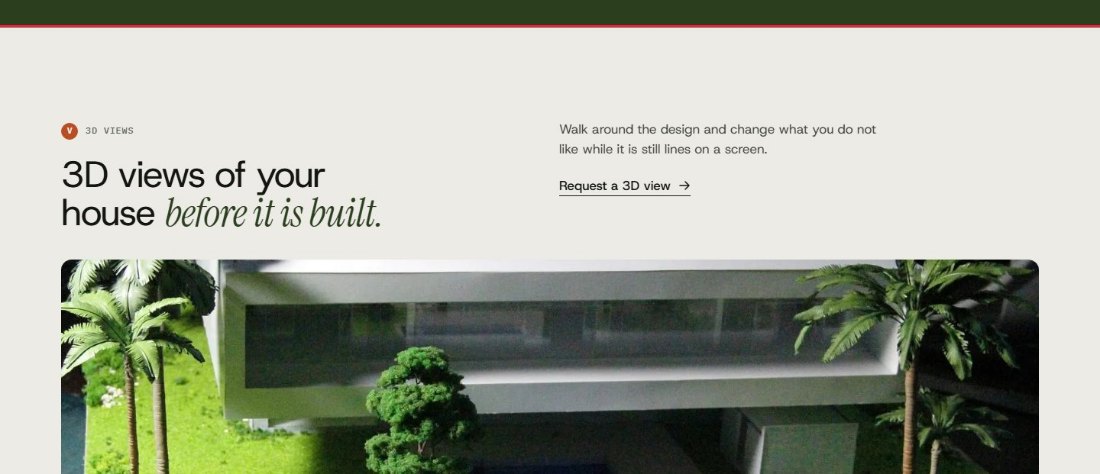 V 3D VIEWS
3D views of your
house before it is built.
Walk around the design and change what you do not
like while it is still lines on a screen.
Request a 3D view →